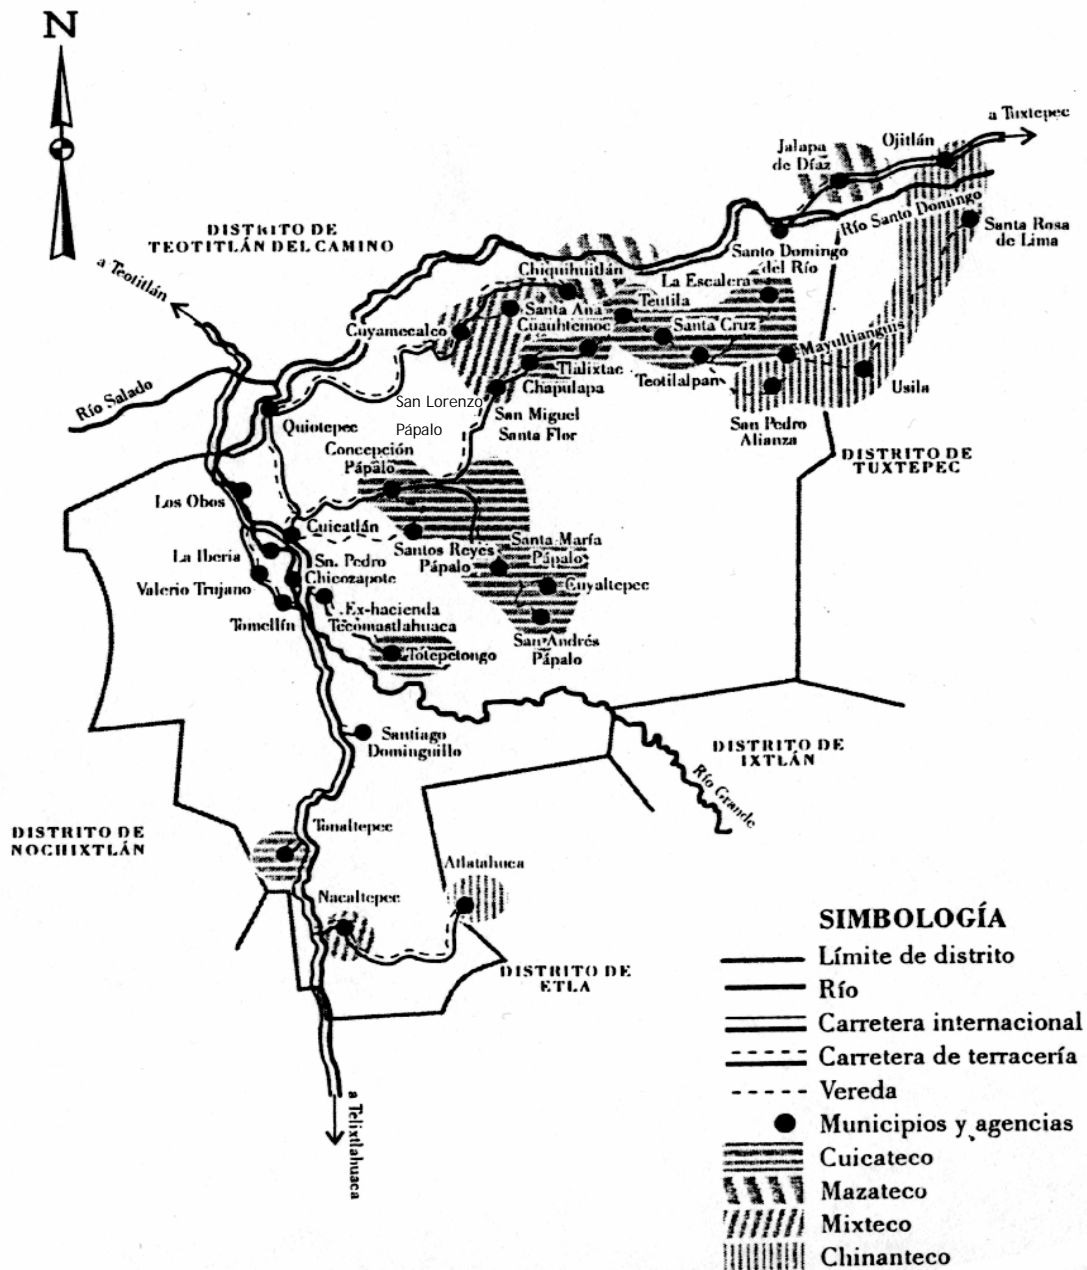 N
a Tuxtepec
Ojitlán
Jalapa
de Díaz
Río Santo Domingo
Santa Rosa
de Lima
DISTRITO DE
TEOTITLÁN DEL CAMINO
a Teotitlán
Santo Domingo
del Río
Chiquihuitlán
La Escalera
Teutila
Santa Ana
Cuauhtemoc
Cuyamecalco
Santa Cruz
Mayultianguis
Tlalixtac
Teotilalpan
Usila
Chapulapa
Río Salado
San Lorenzo
Pápalo
San Miguel
Santa Flor
San Pedro
Alianza
Quiotepec
DISTRITO DE
TUXTEPEC
Concepción
Pápalo
Los Obos
Cuicatlán
Santos Reyes
Pápalo
Santa María
Pápalo
La Iberia
Sn. Pedro
Chicozapote
Cuyaltepec
Valerio Trujano
Tomellín
Ex-hacienda
Tecomastlahuaca
San Andrés
Pápalo
Tótepetongo
Santiago
Dominguillo
DISTRITO DE
IXTLÁN
Río Grande
DISTRITO DE
NOCHIXTLÁN
Tonaltepec
Atlatahuca
Nacaltepec
DISTRITO DE
ETLA
a Telixtlahuaca
SIMBOLOGÍA
Límite de distrito
Río
Carretera internacional
Carretera de terracería
Vereda
Municipios y agencias
Cuicateco
Mazateco
Mixteco
Chinanteco